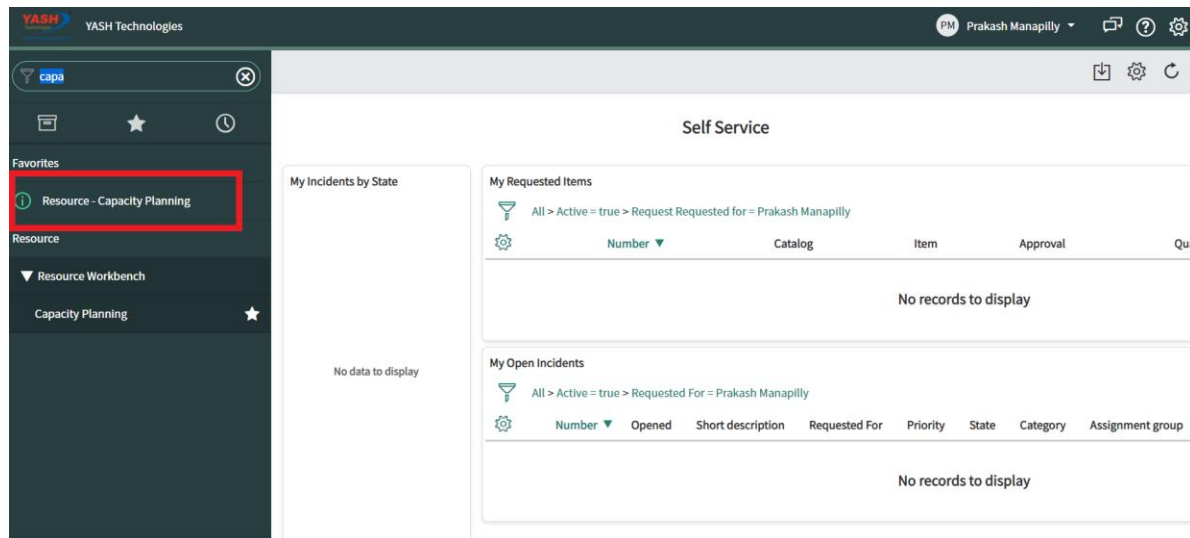 YASH YASH Technologies
PM Prakash Manapilly
capa
Self Service
Favorites
Resource - Capacity Planning
Resource
Resource Workbench
Capacity Planning
My Incidents by State
No data to display
My Requested Items
All > Active = true > Request Requested for = Prakash Manapilly
Number ▼ Catalog Item Approval Qu
No records to display
My Open Incidents
All > Active = true > Requested For = Prakash Manapilly
Number ▼ Opened Short description Requested For Priority State Category Assignment group
No records to display